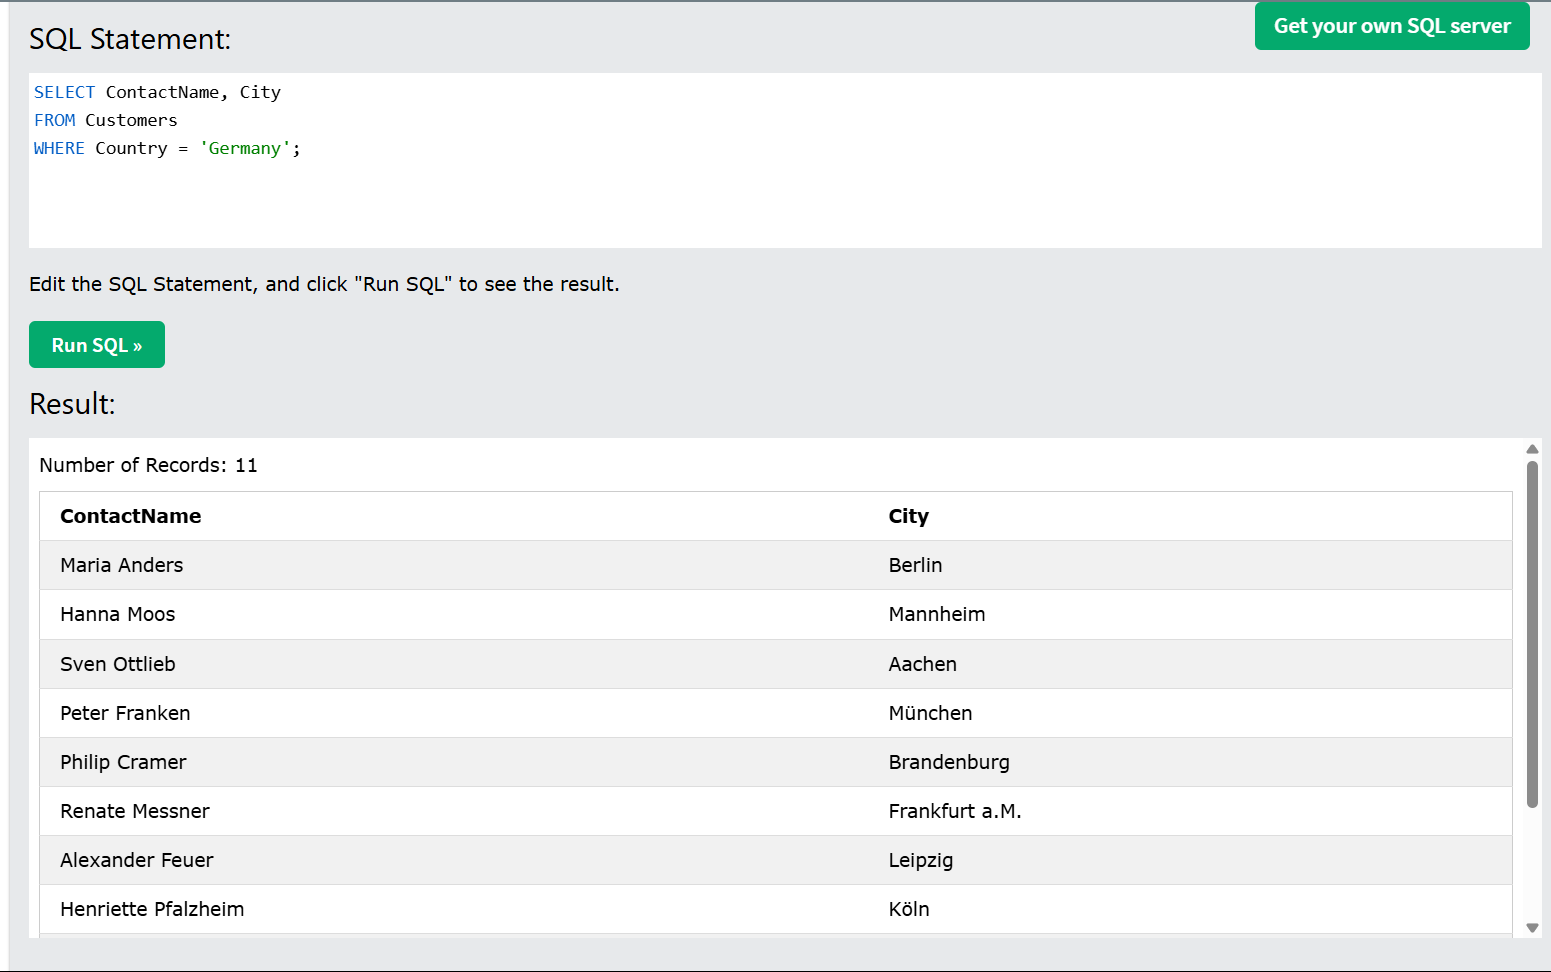 SQL Statement:
Get your own SQL server
SELECT ContactName, City
FROM Customers
WHERE Country = 'Germany';
Edit the SQL Statement, and click "Run SQL" to see the result.
Run SQL »
Result:
Number of Records: 11
ContactName City
Maria Anders Berlin
Hanna Moos Mannheim
Sven Ottlieb Aachen
Peter Franken München
Philip Cramer Brandenburg
Renate Messner Frankfurt a.M.
Alexander Feuer Leipzig
Henriette Pfalzheim Köln